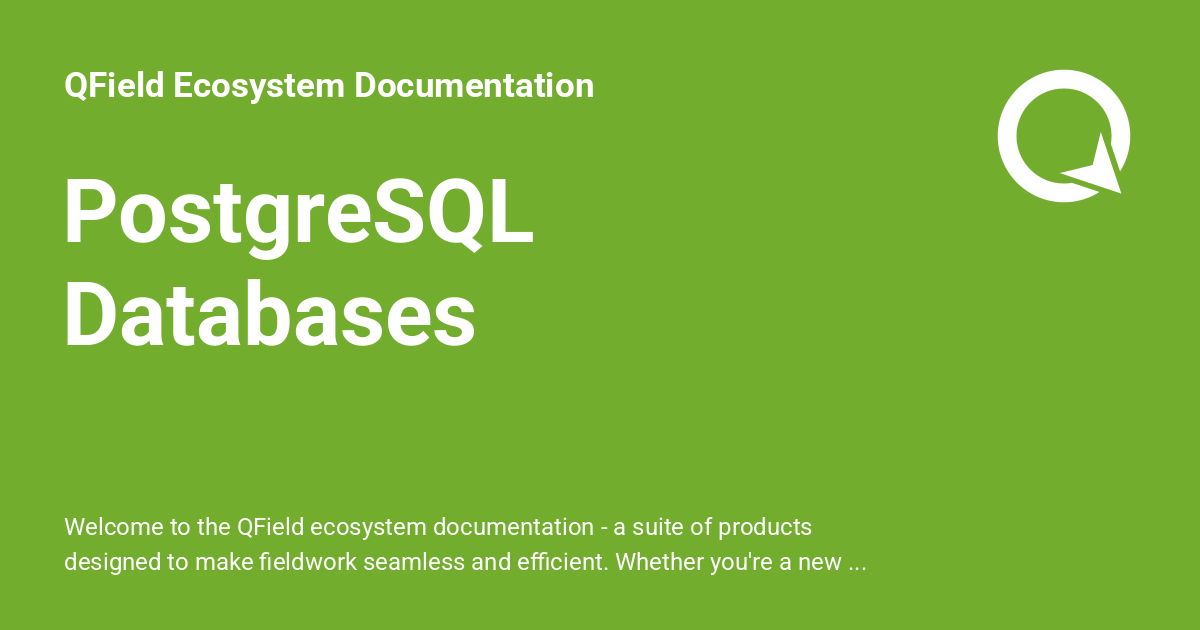 QField Ecosystem Documentation
PostgreSQL
Databases
Welcome to the QField ecosystem documentation - a suite of products
designed to make fieldwork seamless and efficient. Whether you're a new ...